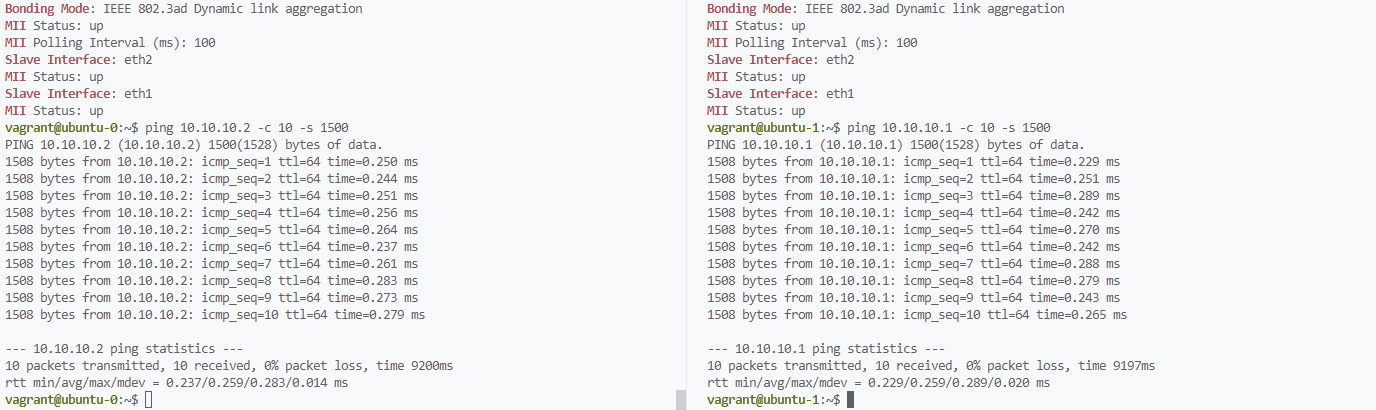 Bonding Mode: IEEE 802.3ad Dynamic link aggregation
MII Status: up
MII Polling Interval (ms): 100
Slave Interface: eth2
MII Status: up
Slave Interface: eth1
MII Status: up
vagrant@ubuntu-0:~$ ping 10.10.10.2 -c 10 -s 1500
PING 10.10.10.2 (10.10.10.2) 1500(1528) bytes of data.
1508 bytes from 10.10.10.2: icmp_seq=1 ttl=64 time=0.250 ms
1508 bytes from 10.10.10.2: icmp_seq=2 ttl=64 time=0.244 ms
1508 bytes from 10.10.10.2: icmp_seq=3 ttl=64 time=0.251 ms
1508 bytes from 10.10.10.2: icmp_seq=4 ttl=64 time=0.256 ms
1508 bytes from 10.10.10.2: icmp_seq=5 ttl=64 time=0.264 ms
1508 bytes from 10.10.10.2: icmp_seq=6 ttl=64 time=0.237 ms
1508 bytes from 10.10.10.2: icmp_seq=7 ttl=64 time=0.261 ms
1508 bytes from 10.10.10.2: icmp_seq=8 ttl=64 time=0.283 ms
1508 bytes from 10.10.10.2: icmp_seq=9 ttl=64 time=0.273 ms
1508 bytes from 10.10.10.2: icmp_seq=10 ttl=64 time=0.279 ms
--- 10.10.10.2 ping statistics ---
10 packets transmitted, 10 received, 0% packet loss, time 9200ms
rtt min/avg/max/mdev = 0.237/0.259/0.283/0.014 ms
vagrant@ubuntu-0:~$
Bonding Mode: IEEE 802.3ad Dynamic link aggregation
MII Status: up
MII Polling Interval (ms): 100
Slave Interface: eth2
MII Status: up
Slave Interface: eth1
MII Status: up
vagrant@ubuntu-1:~$ ping 10.10.10.1 -c 10 -s 1500
PING 10.10.10.1 (10.10.10.1) 1500(1528) bytes of data.
1508 bytes from 10.10.10.1: icmp_seq=1 ttl=64 time=0.229 ms
1508 bytes from 10.10.10.1: icmp_seq=2 ttl=64 time=0.251 ms
1508 bytes from 10.10.10.1: icmp_seq=3 ttl=64 time=0.289 ms
1508 bytes from 10.10.10.1: icmp_seq=4 ttl=64 time=0.242 ms
1508 bytes from 10.10.10.1: icmp_seq=5 ttl=64 time=0.270 ms
1508 bytes from 10.10.10.1: icmp_seq=6 ttl=64 time=0.242 ms
1508 bytes from 10.10.10.1: icmp_seq=7 ttl=64 time=0.288 ms
1508 bytes from 10.10.10.1: icmp_seq=8 ttl=64 time=0.279 ms
1508 bytes from 10.10.10.1: icmp_seq=9 ttl=64 time=0.243 ms
1508 bytes from 10.10.10.1: icmp_seq=10 ttl=64 time=0.265 ms
--- 10.10.10.1 ping statistics ---
10 packets transmitted, 10 received, 0% packet loss, time 9197ms
rtt min/avg/max/mdev = 0.229/0.259/0.289/0.020 ms
vagrant@ubuntu-1:~$